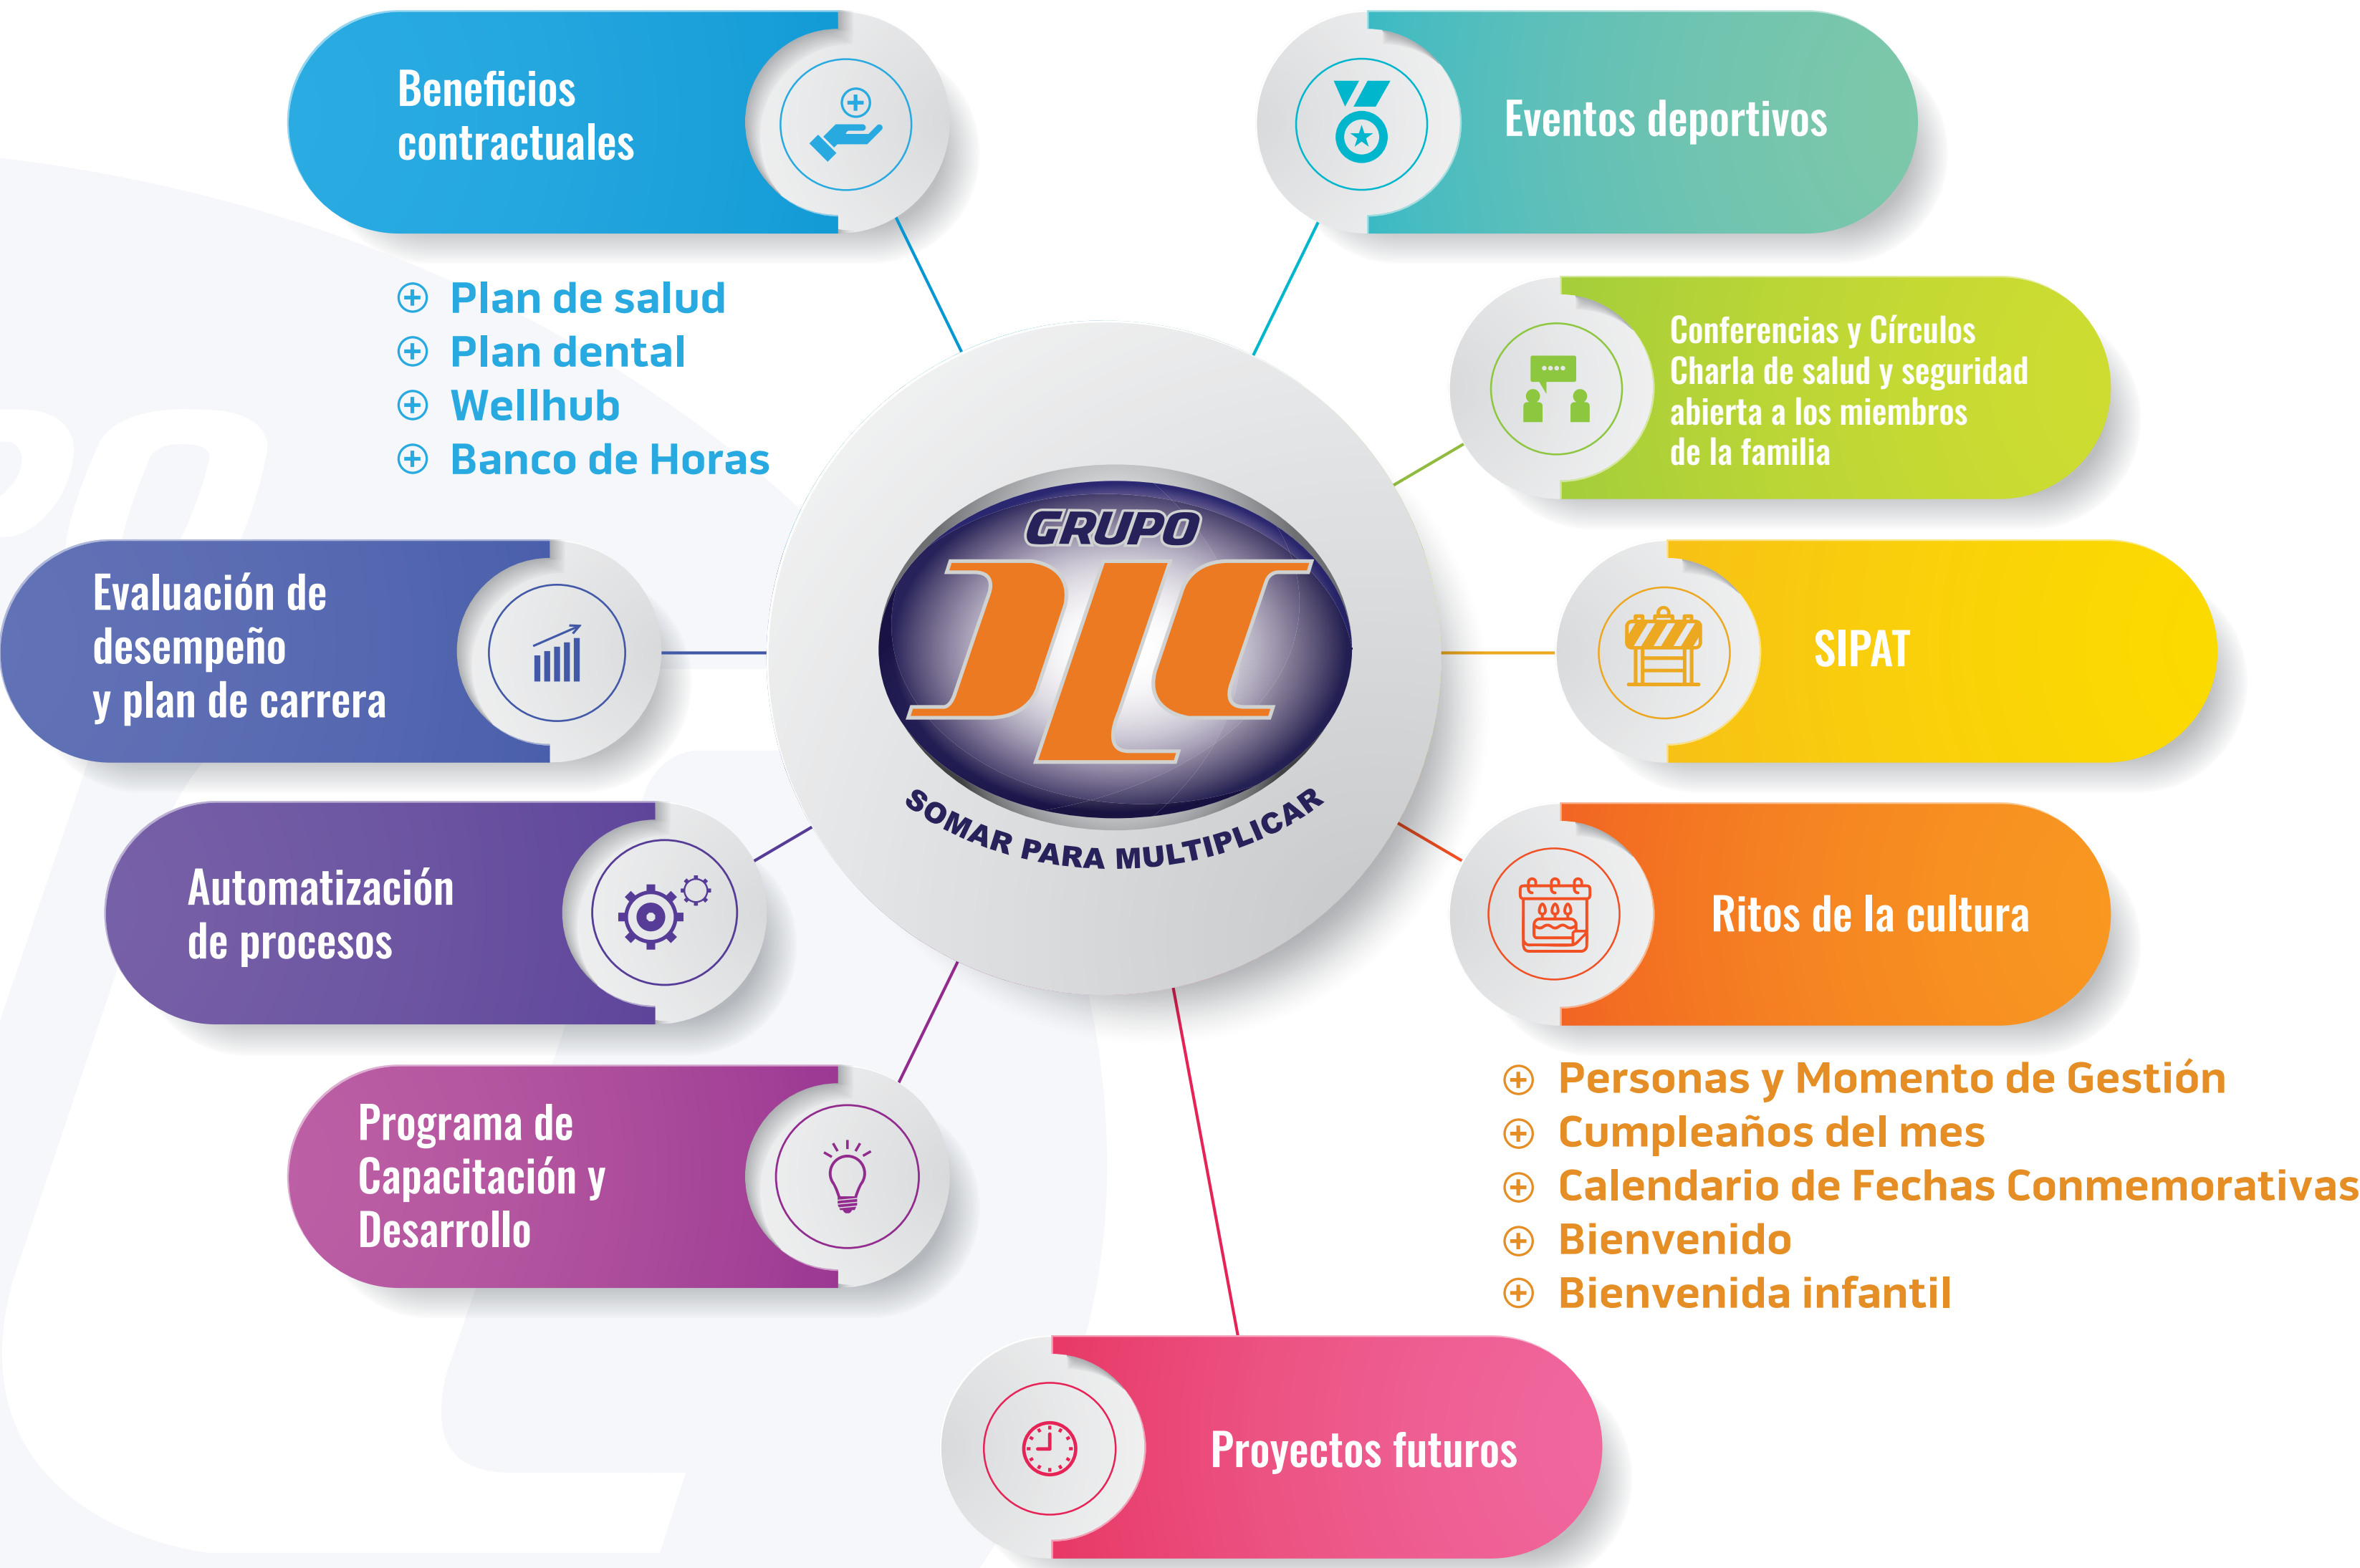 Beneficios
contractuales
Plan de salud
Plan dental
Wellhub
Banco de Horas
Evaluación de
desempeño
y plan de carrera
Automatización
de procesos
Programa de
Capacitación y
Desarrollo
GRUPO
SOMAR PARA MULTIPLICAR
Eventos deportivos
Conferencias y Círculos
Charla de salud y seguridad
abierta a los miembros
de la familia
SIPAT
Ritos de la cultura
Personas y Momento de Gestión
Cumpleaños del mes
Calendario de Fechas Conmemorativas
Bienvenido
Bienvenida infantil
Proyectos futuros